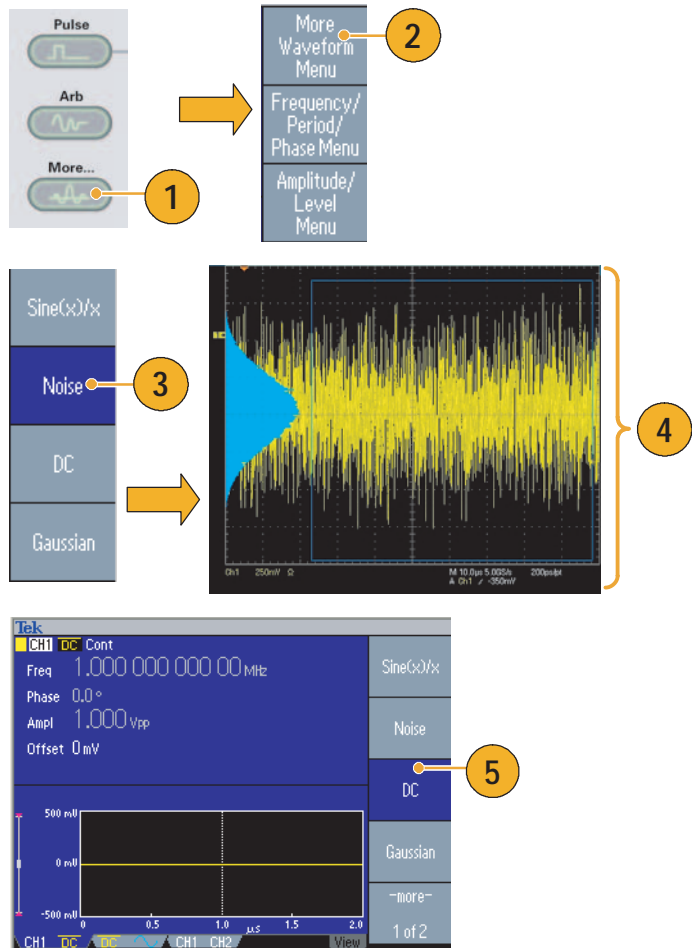 Pulse
Arb
More...
1
More
Waveform
Menu
2
Frequency/
Period/
Phase Menu
Amplitude/
Level
Menu
Sine(x)/x
Noise
3
DC
Gaussian
4
Ch1 250mV Ω
M 10.0µs 5.0GS/s 200ps/pt
A Ch1 / -350mV
Tek
CH1 DC Cont
Freq 1.000 000 000 00 MHz
Phase 0.0 °
Ampl 1.000 Vpp
Offset 0 mV
Sine(x)/x
Noise
DC
5
Gaussian
-more-
1 of 2
500 mV
0 mV
-500 mV
0 0.5 1.0 µs 1.5 2.0
CH1 DC DC CH1 CH2 View